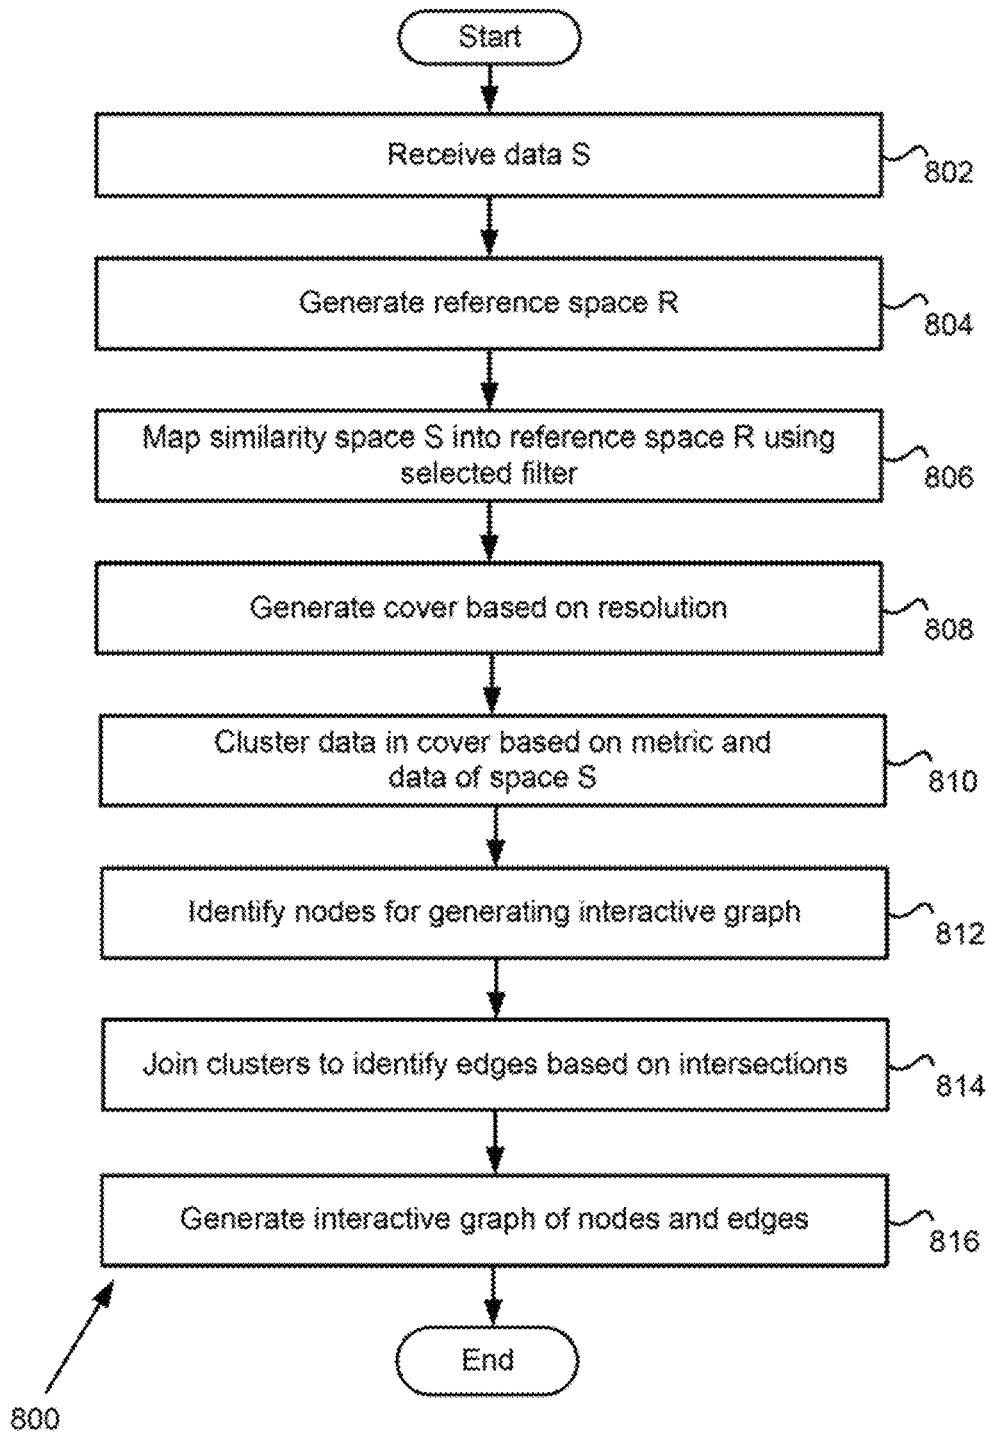 Start
Receive data S
802
Generate reference space R
804
Map similarity space S into reference space R using
selected filter
806
Generate cover based on resolution
808
Cluster data in cover based on metric and
data of space S
810
Identify nodes for generating interactive graph
812
Join clusters to identify edges based on intersections
814
Generate interactive graph of nodes and edges
816
End
800